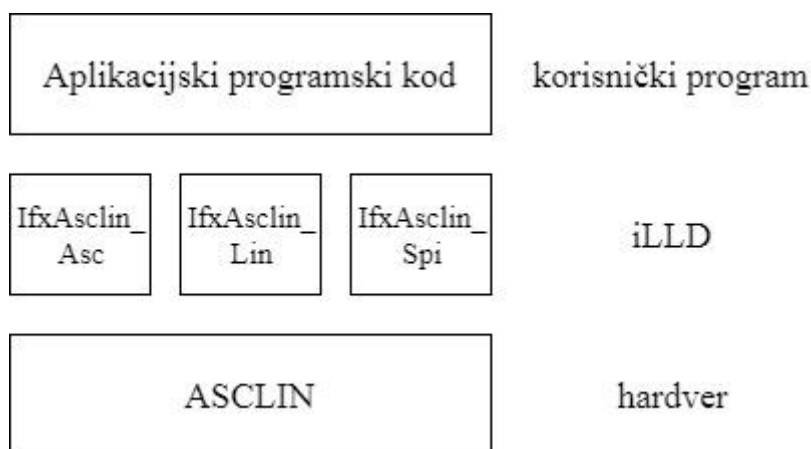 Aplikacijski programski kod
korisnički program
IfxAsclin_
Asc
IfxAsclin_
Lin
IfxAsclin_
Spi
iLLD
ASCLIN
hardver